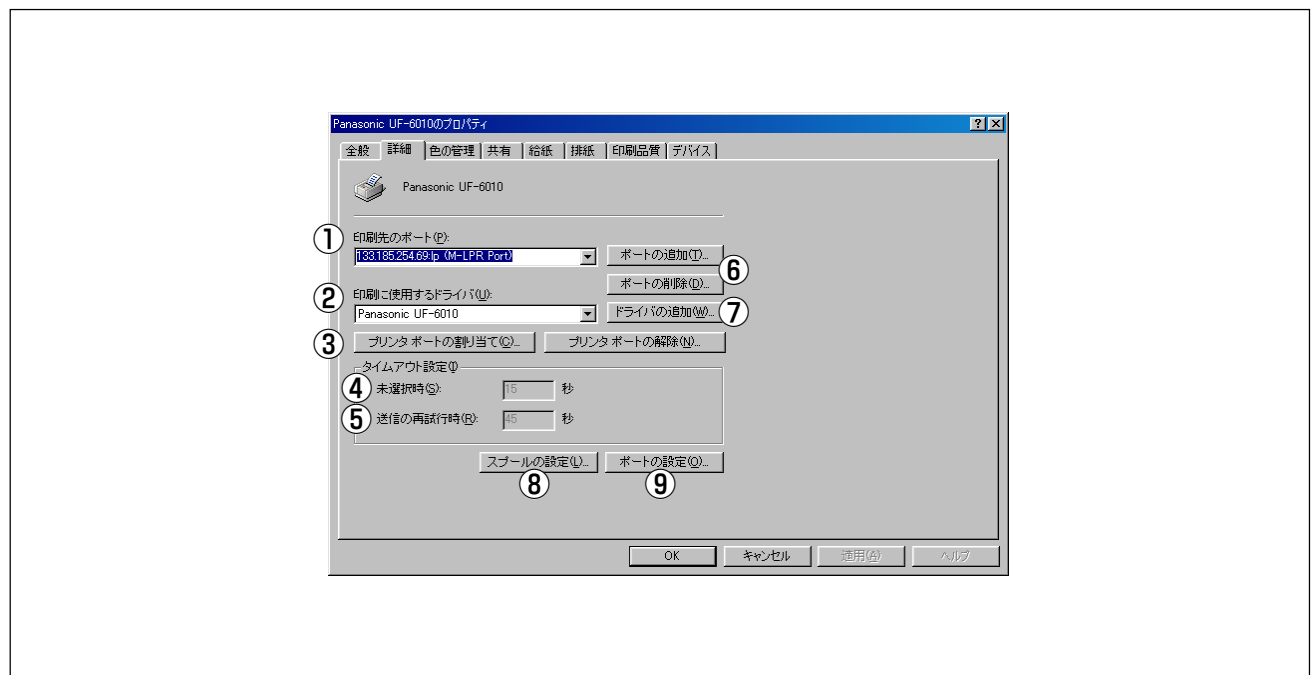 Panasonic UF-6010のプロパティ
全般 詳細 色の管理 共有 給紙 排紙 印刷品質 デバイス
Panasonic UF-6010
① 印刷先のポート(P):
133.185.254.69:lp (M-LPR Port) ポートの追加(T)...
⑥
ポートの削除(D)...
② 印刷に使用するドライバ(U):
Panasonic UF-6010 ドライバの追加(W)... ⑦
③ プリンタ ポートの割り当て(C)... プリンタ ポートの解除(N)...
タイムアウト設定(I)
④ 未選択時(S): 15 秒
⑤ 送信の再試行時(R): 45 秒
スプールの設定(L)... ポートの設定(O)...
⑧ ⑨
OK キャンセル 適用(A) ヘルプ